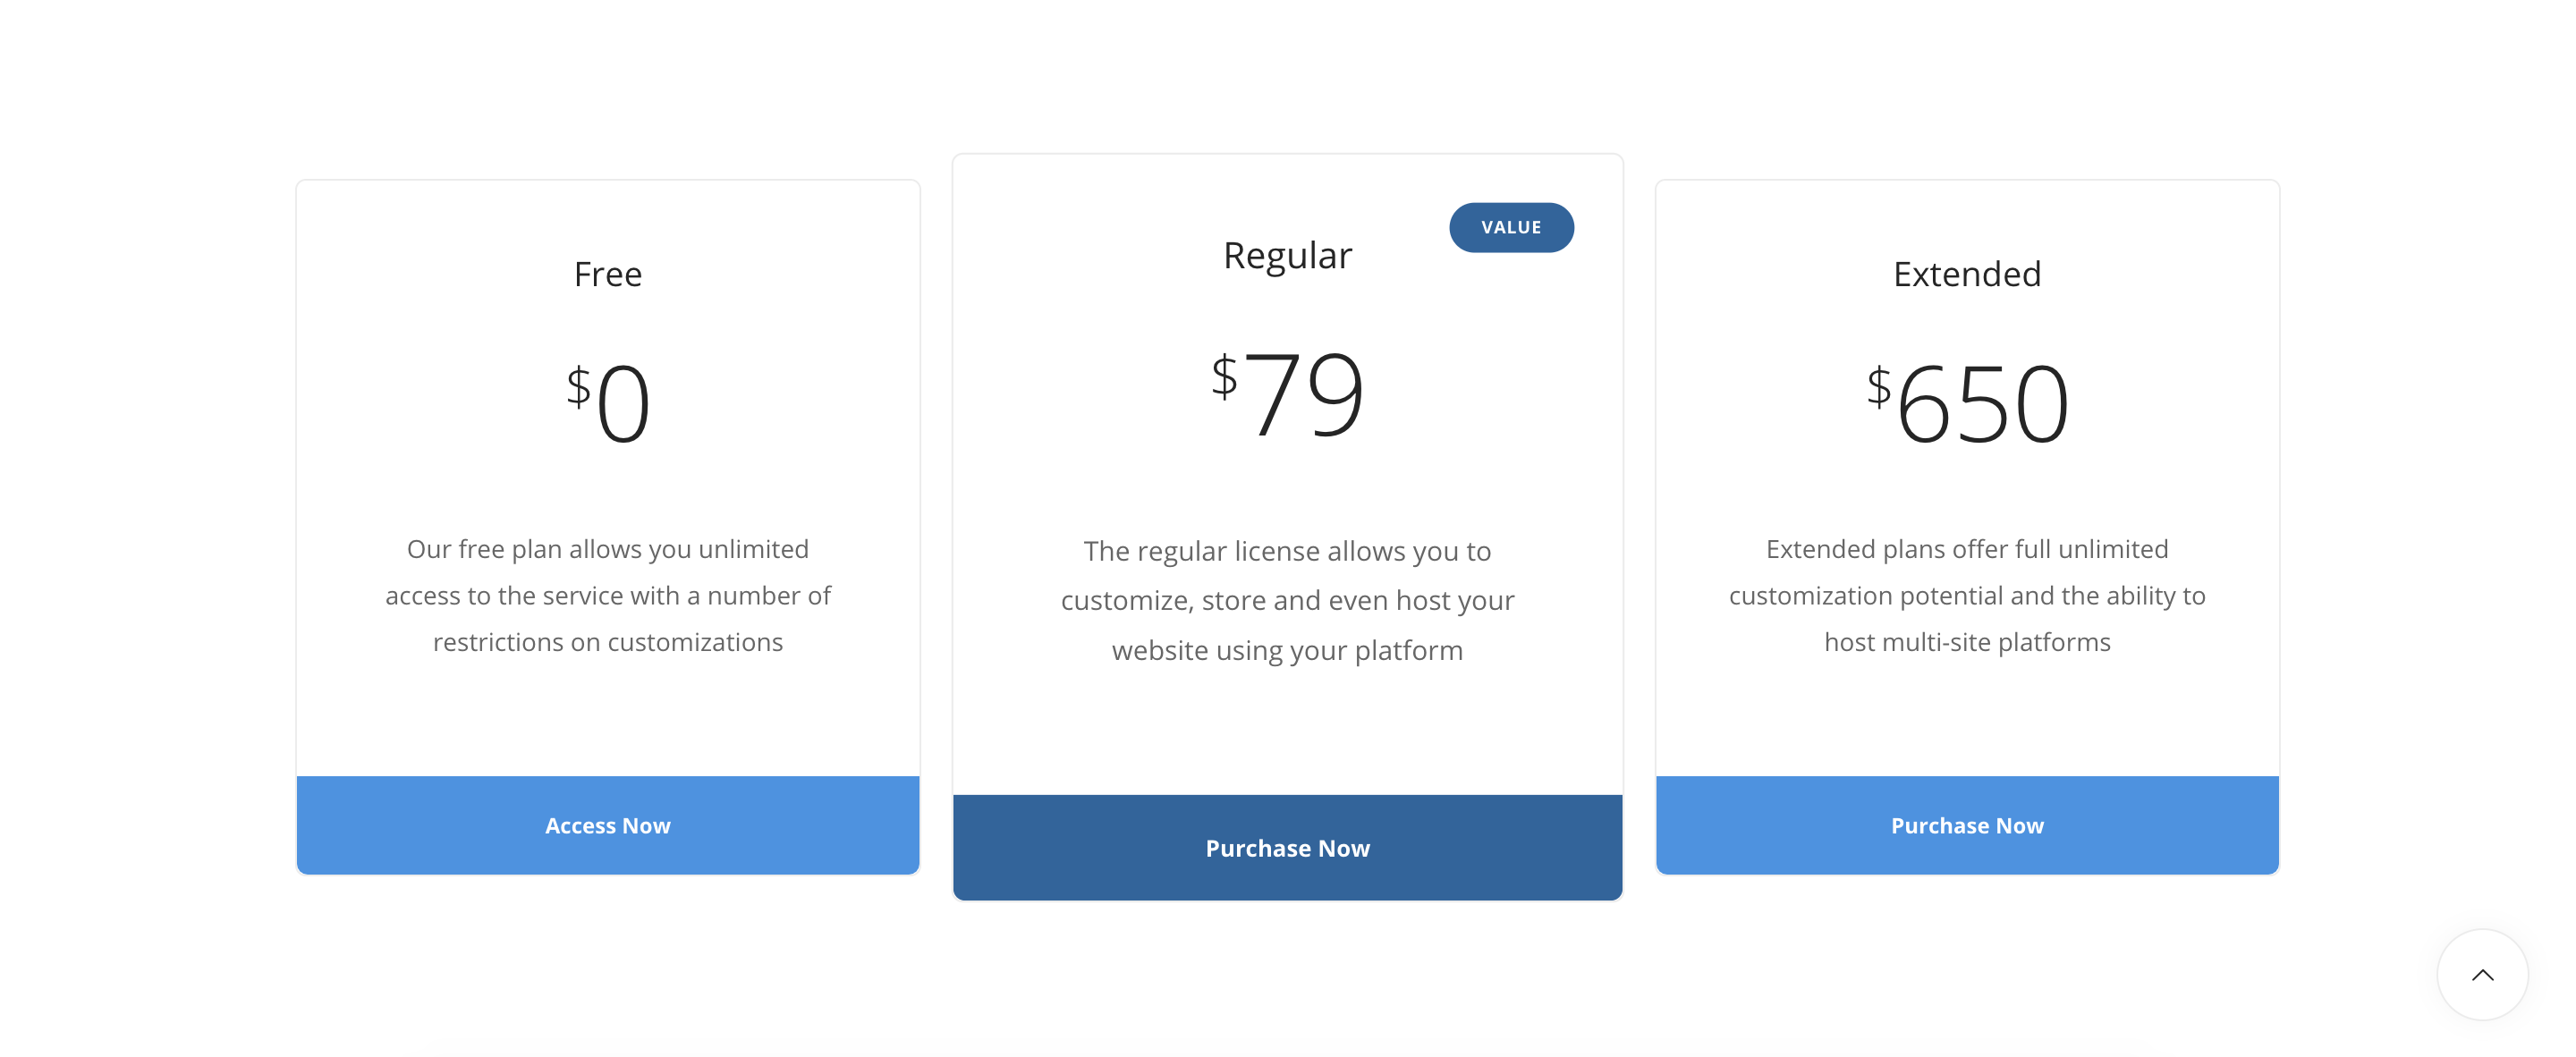 Free
$0
Our free plan allows you unlimited
access to the service with a number of
restrictions on customizations
Access Now
VALUE
Regular
$79
The regular license allows you to
customize, store and even host your
website using your platform
Purchase Now
Extended
$650
Extended plans offer full unlimited
customization potential and the ability to
host multi-site platforms
Purchase Now